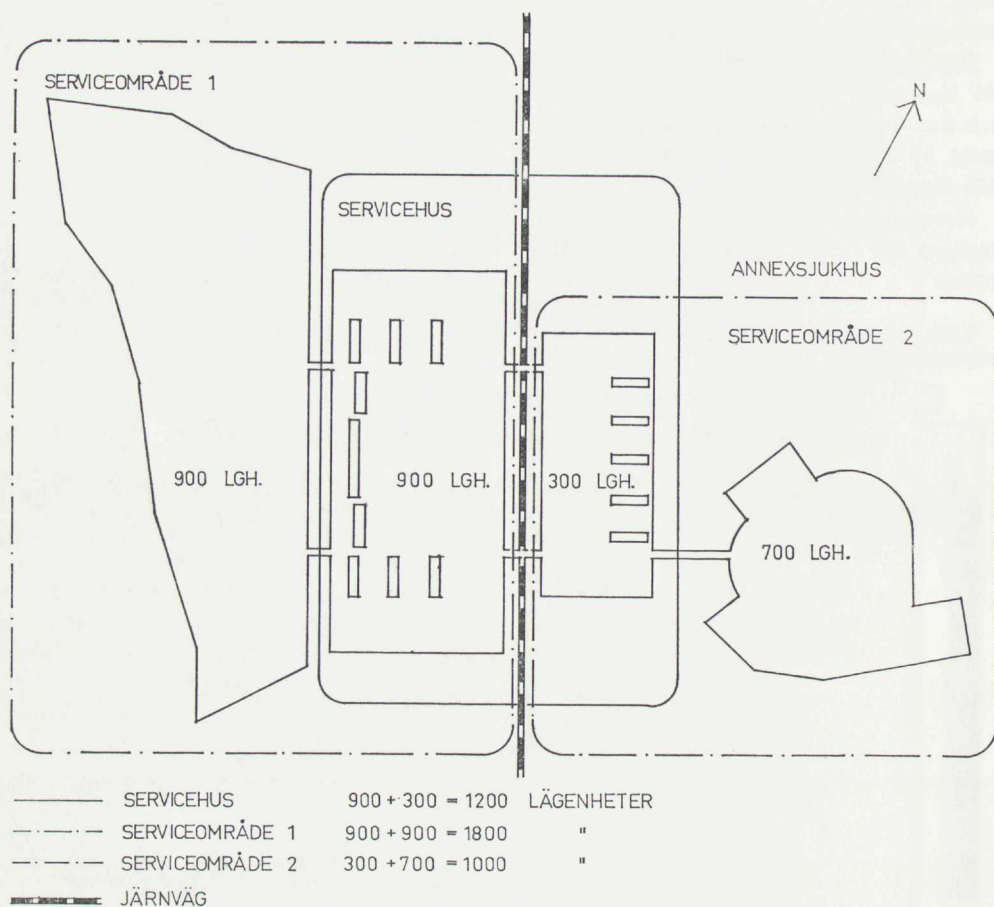 SERVICEOMRÅDE 1
N
SERVICEHUS
ANNEXSJUKHUS
SERVICEOMRÅDE 2
900 LGH.
900 LGH.
300 LGH.
700 LGH.
SERVICEHUS 900 + 300 = 1200 LÄGENHETER
SERVICEOMRÅDE 1 900 + 900 = 1800 "
SERVICEOMRÅDE 2 300 + 700 = 1000 "
JÄRNVÄG